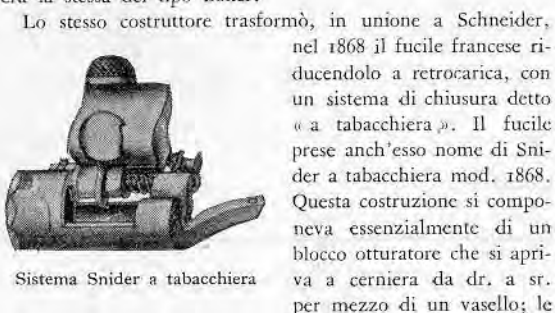 era la stessa del tipo
Lo stesso costruttore trasformò, in unione a Schneider,
nel 1868 il fucile francese ri-
ducendolo a retrocarica, con
un sistema di chiusura detto
« a tabacchiera ». Il fucile
prese anch'esso nome di Sni-
der a tabacchiera mod. 1868.
Questa costruzione si compo-
neva essenzialmente di un
blocco otturatore che si apri-
va a cerniera da dr. a sr.
per mezzo di un vasello; le
Sistema Snider a tabacchiera